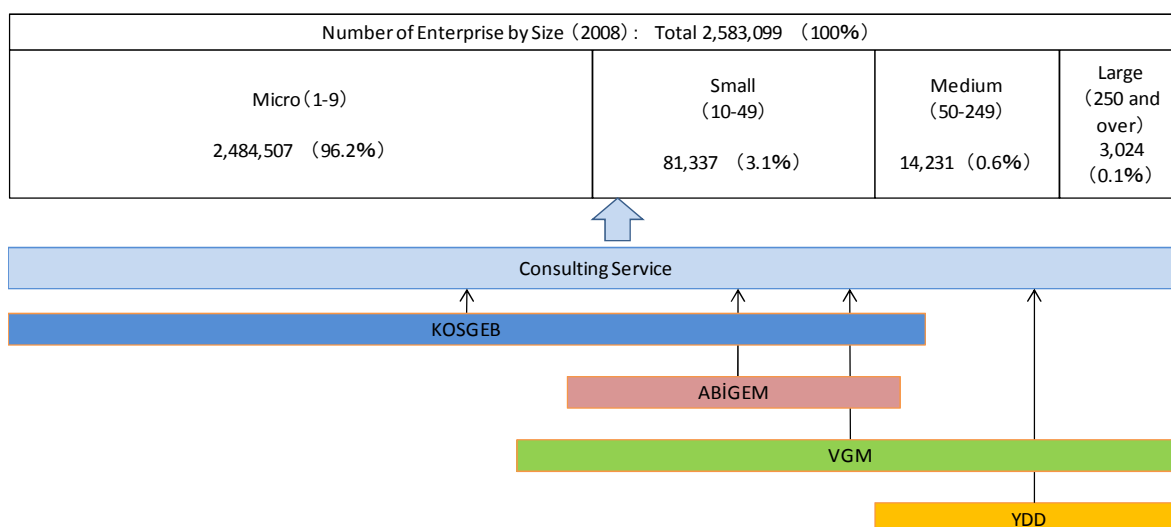 Number of Enterprise by Size (2008): Total 2,583,099 (100%)
Micro (1-9)
2,484,507 (96.2%)
Small
(10-49)
81,337 (3.1%)
Medium
(50-249)
14,231 (0.6%)
Large
(250 and
over)
3,024
(0.1%)
Consulting Service
KOSGEB
ABİGEM
VGM
YDD